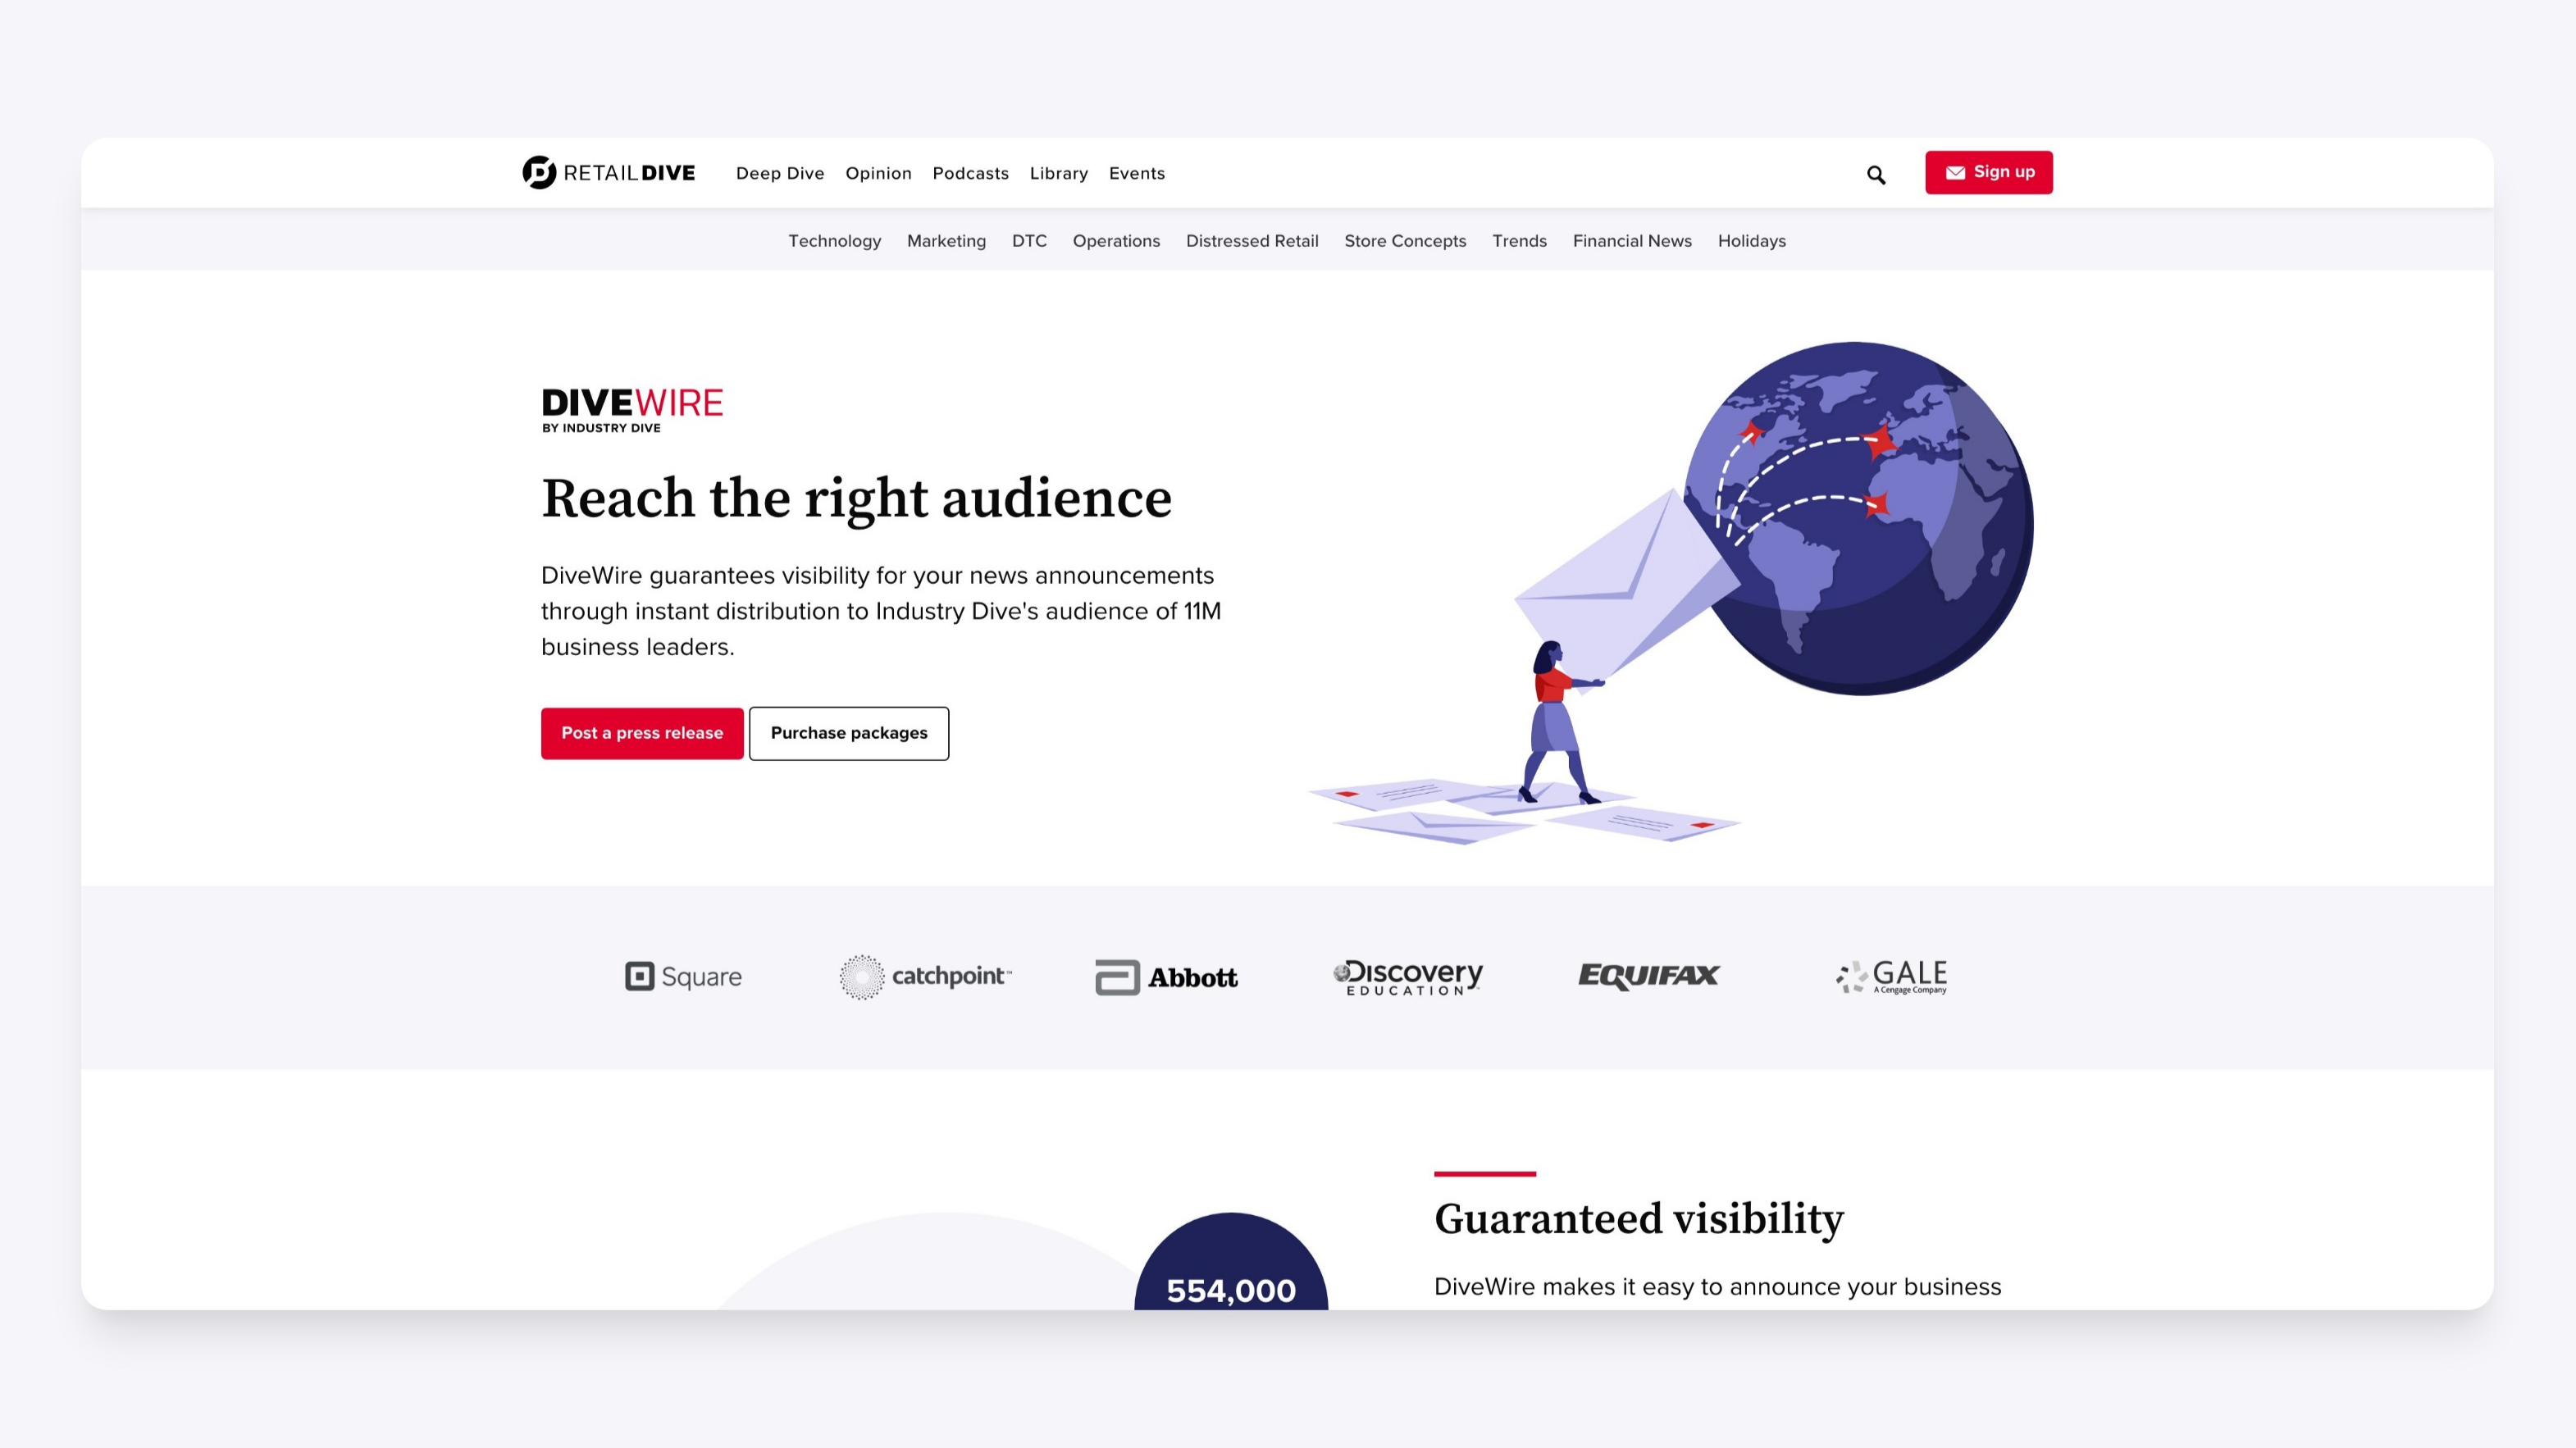 RETAILDIVE Deep Dive Opinion Podcasts Library Events Sign up
Technology Marketing DTC Operations Distressed Retail Store Concepts Trends Financial News Holidays
DIVEWIRE
BY INDUSTRY DIVE
Reach the right audience
DiveWire guarantees visibility for your news announcements
through instant distribution to Industry Dive's audience of 11M
business leaders.
Post a press release Purchase packages
Square catchpoint™ Abbott Discovery EDUCATION EQUIFAX GALE A Cengage Company
Guaranteed visibility
554,000 DiveWire makes it easy to announce your business